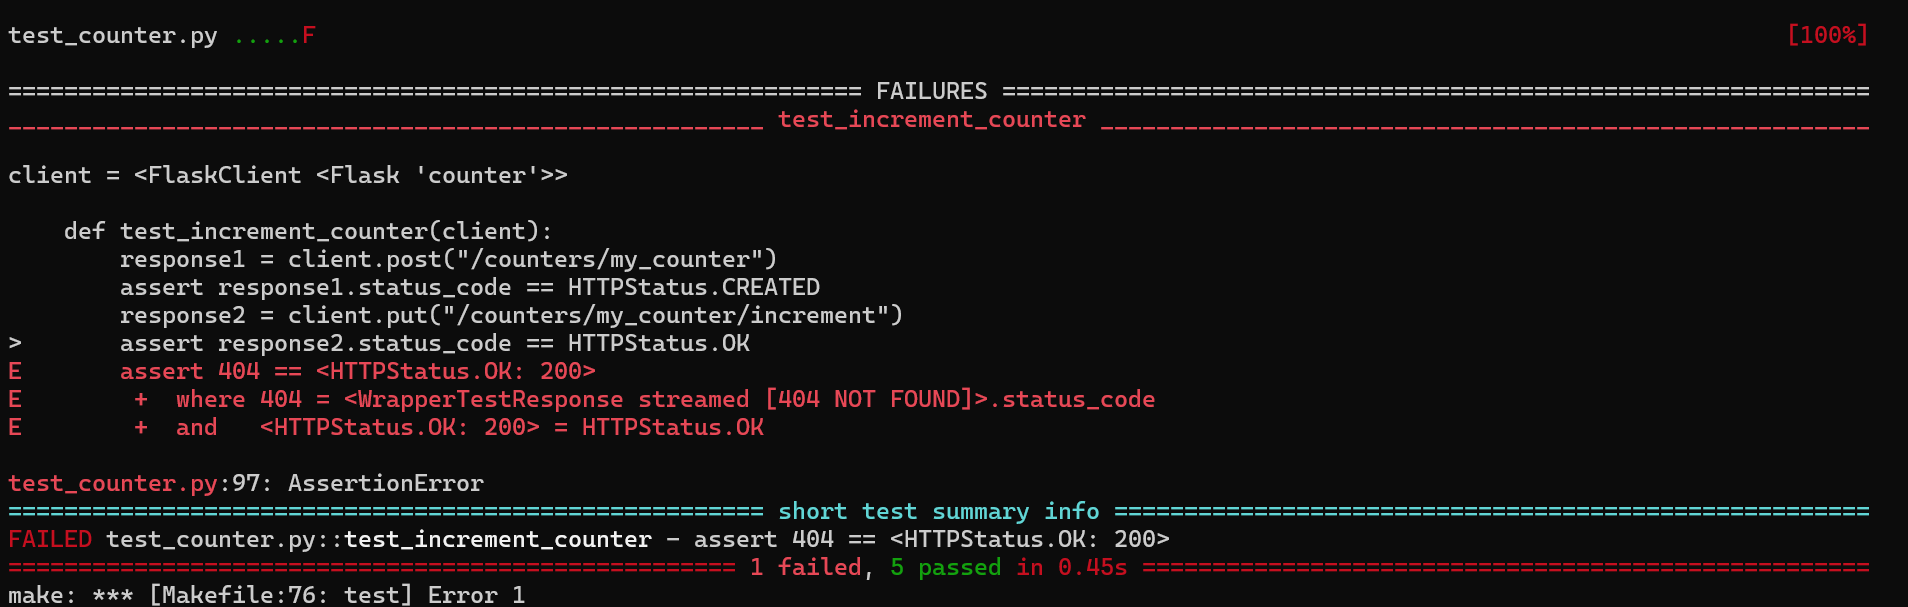 test_counter.py .....F [100%]
============================================================= FAILURES ==============================================================
______________________________________________________ test_increment_counter _______________________________________________________
client = <FlaskClient <Flask 'counter'>>
    def test_increment_counter(client):
        response1 = client.post("/counters/my_counter")
        assert response1.status_code == HTTPStatus.CREATED
        response2 = client.put("/counters/my_counter/increment")
>       assert response2.status_code == HTTPStatus.OK
E       assert 404 == <HTTPStatus.OK: 200>
E        +  where 404 = <WrapperTestResponse streamed [404 NOT FOUND]>.status_code
E        +  and   <HTTPStatus.OK: 200> = HTTPStatus.OK
test_counter.py:97: AssertionError
====================================================== short test summary info ======================================================
FAILED test_counter.py::test_increment_counter - assert 404 == <HTTPStatus.OK: 200>
==================================================== 1 failed, 5 passed in 0.45s ====================================================
make: *** [Makefile:76: test] Error 1